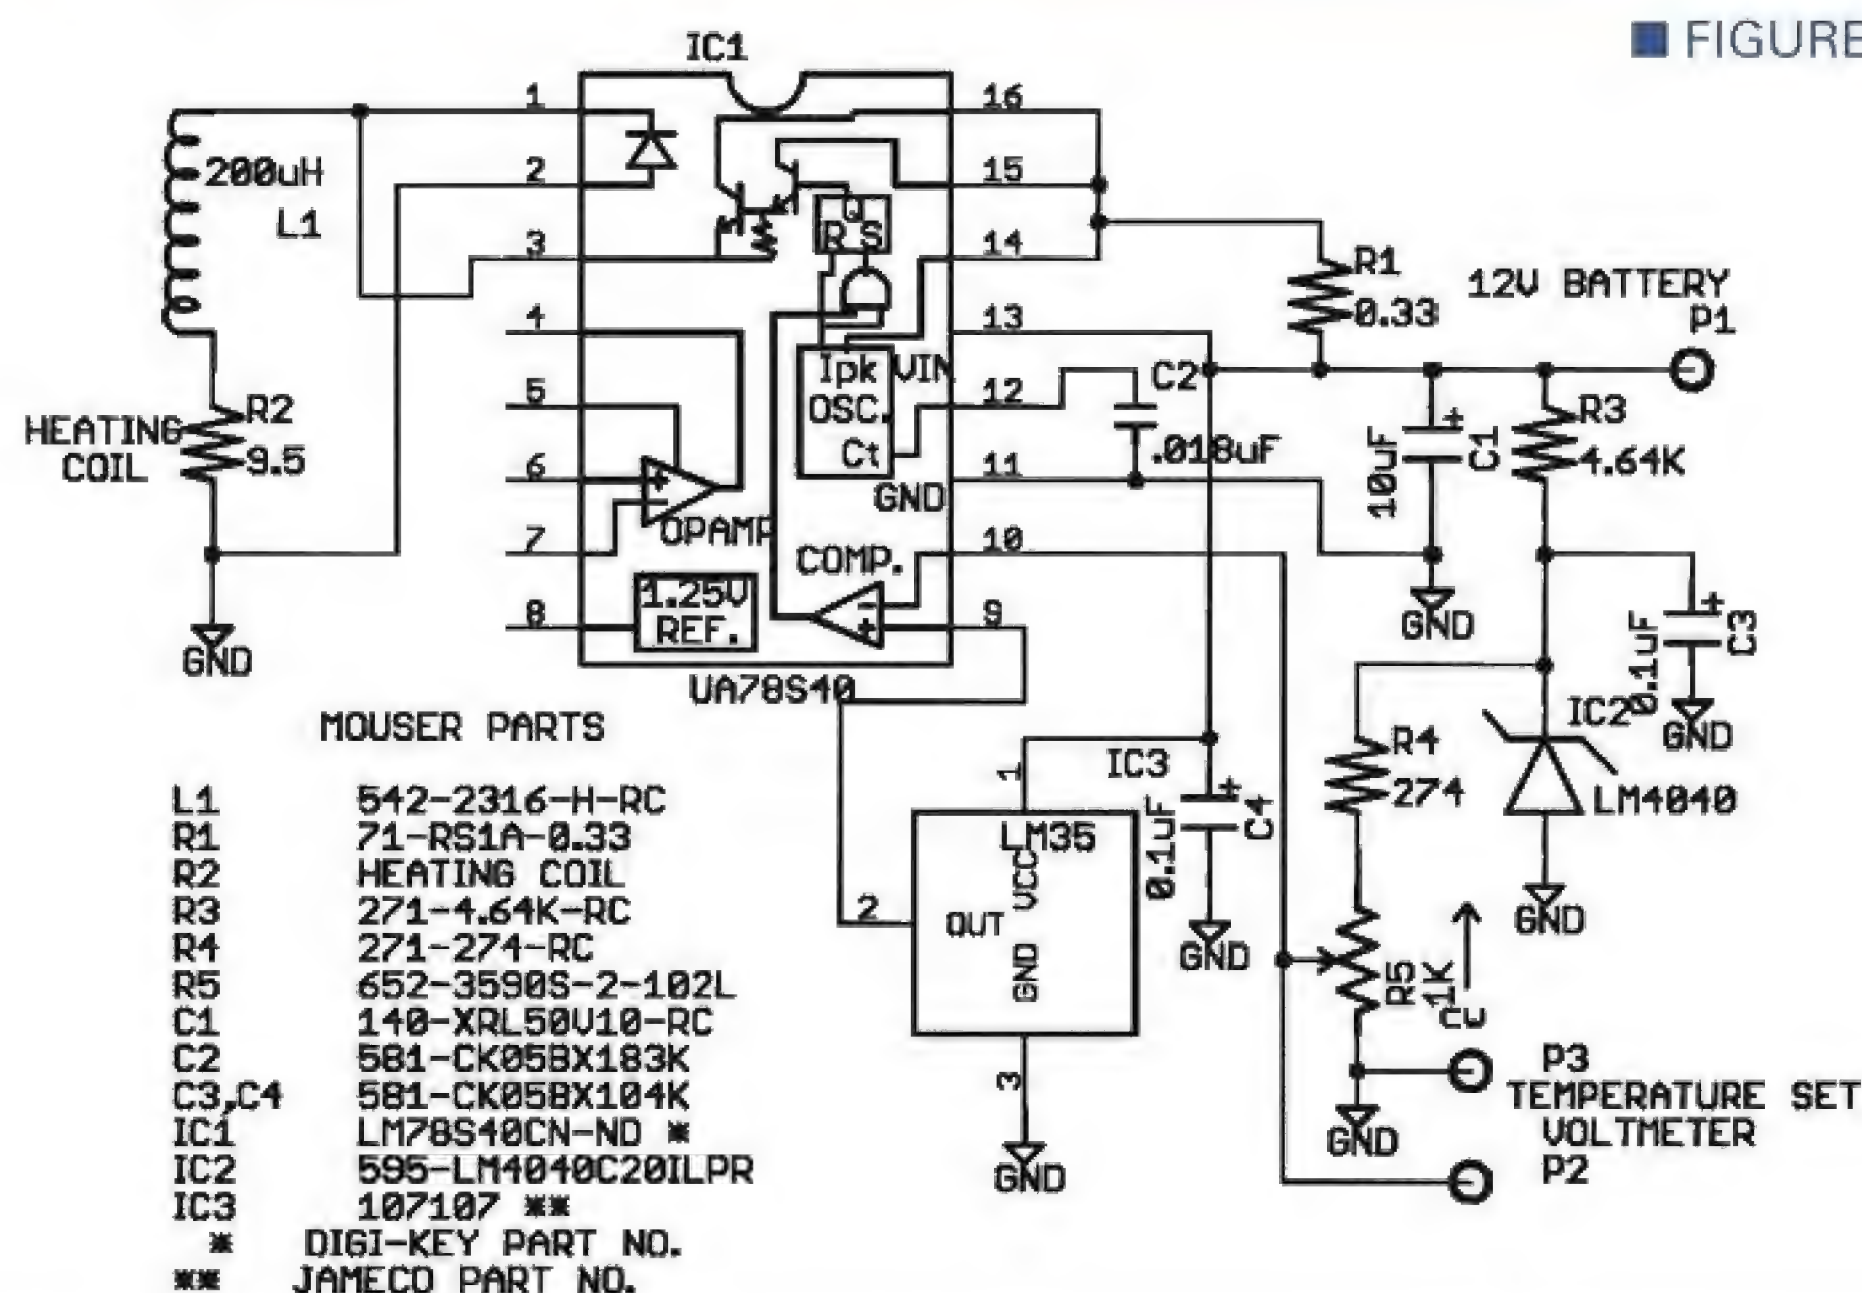 FIGURE
IC1
1
2
3
4
5
6
7
8
16
15
14
13
12
11
10
9
200uH
L1
Q
R S
Ipk
VIN
OSC.
Ct
GND
OPAMP
COMP.
1.25V
REF.
UA78S40
HEATING
COIL
R2
9.5
GND
R1
0.33
12V BATTERY
P1
C2
.018uF
10uF
C1
GND
R3
4.64K
0.1uF
C3
GND
IC2
LM4040
GND
R4
274
R5
1K
CW
GND
P3
TEMPERATURE SET
VOLTMETER
P2
IC3
LM35
VCC
OUT
GND
1
2
3
GND
0.1uF
C4
GND
MOUSER PARTS
L1 542-2316-H-RC
R1 71-RS1A-0.33
R2 HEATING COIL
R3 271-4.64K-RC
R4 271-274-RC
R5 652-3590S-2-102L
C1 140-XRL50V10-RC
C2 581-CK05BX183K
C3,C4 581-CK05BX104K
IC1 LM78S40CN-ND *
IC2 595-LM4040C20ILPR
IC3 107107 **
* DIGI-KEY PART NO.
** JAMECO PART NO.